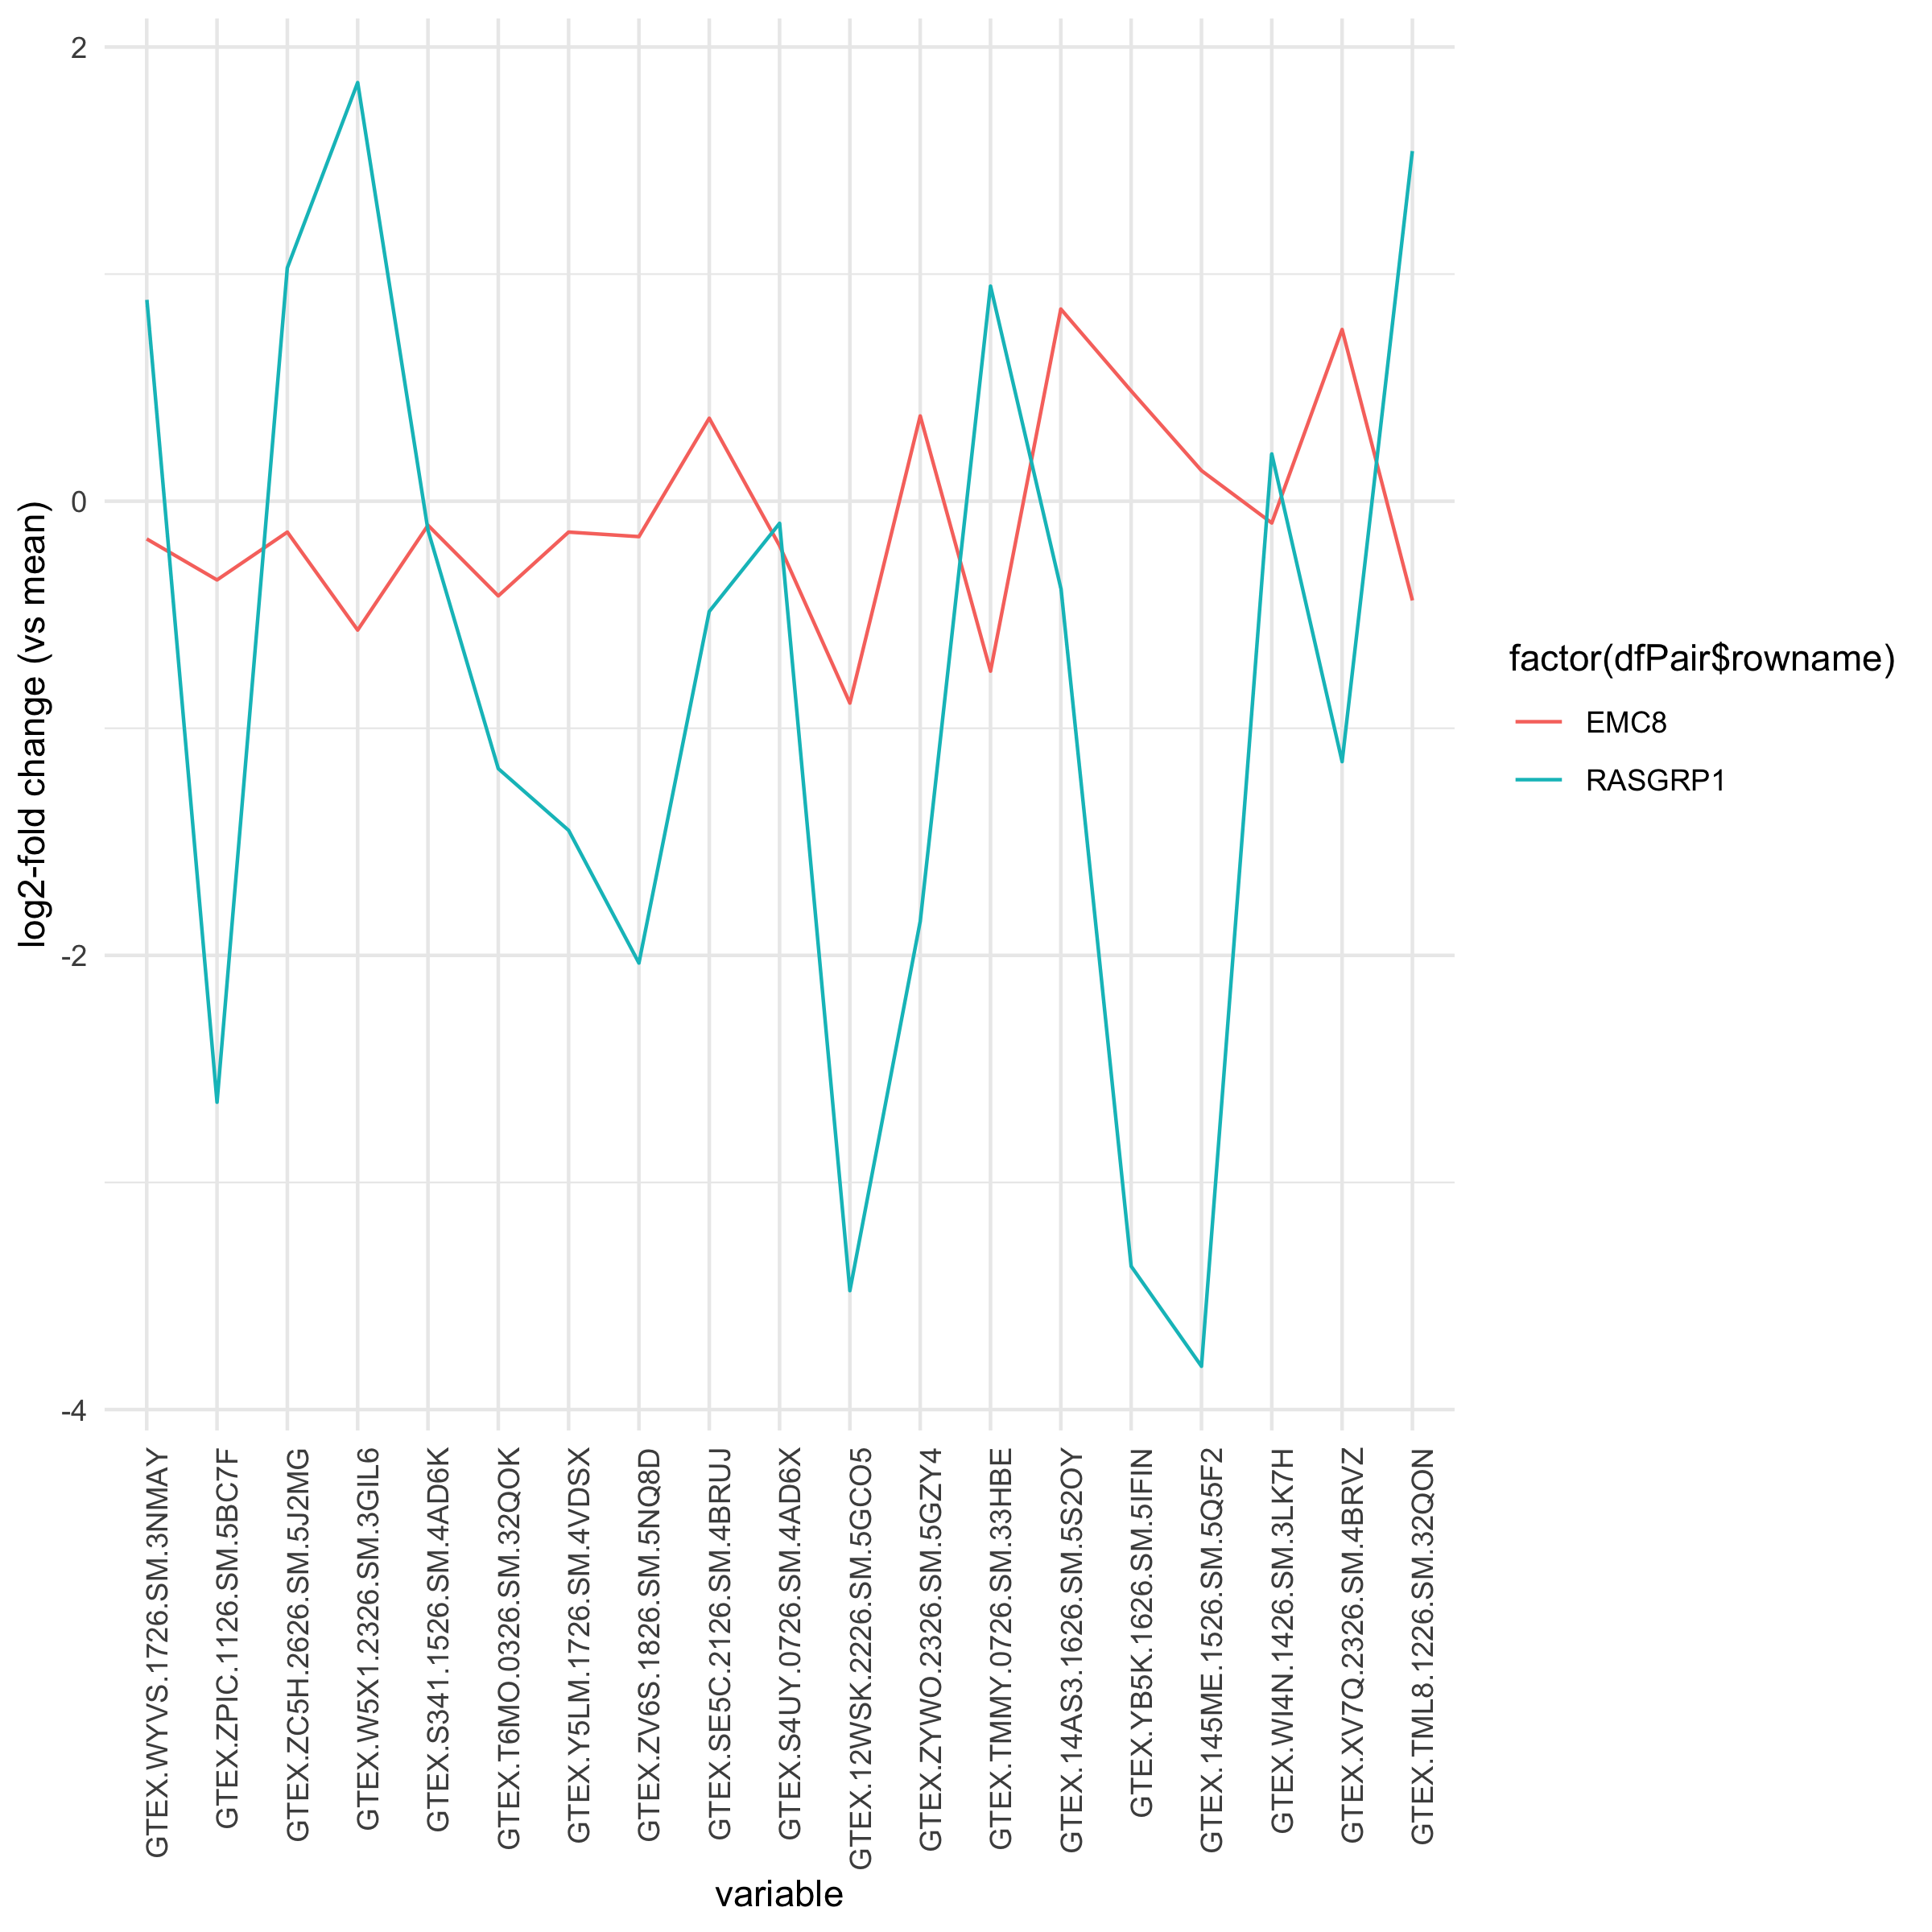 2
0
-2
-4
log2-fold change (vs mean)
GTEX.WYVS.1726.SM.3NMAY
GTEX.ZPIC.1126.SM.5BC7F
GTEX.ZC5H.2626.SM.5J2MG
GTEX.W5X1.2326.SM.3GIL6
GTEX.S341.1526.SM.4AD6K
GTEX.T6MO.0326.SM.32QOK
GTEX.Y5LM.1726.SM.4VDSX
GTEX.ZV6S.1826.SM.5NQ8D
GTEX.SE5C.2126.SM.4BRUJ
GTEX.S4UY.0726.SM.4AD6X
GTEX.12WSK.2226.SM.5GCO5
GTEX.ZYWO.2326.SM.5GZY4
GTEX.TMMY.0726.SM.33HBE
GTEX.14AS3.1626.SM.5S2OY
GTEX.YB5K.1626.SM.5IFIN
GTEX.145ME.1526.SM.5Q5F2
GTEX.WI4N.1426.SM.3LK7H
GTEX.XV7Q.2326.SM.4BRVZ
GTEX.TML8.1226.SM.32QON
variable
factor(dfPair$rowname)
EMC8
RASGRP1